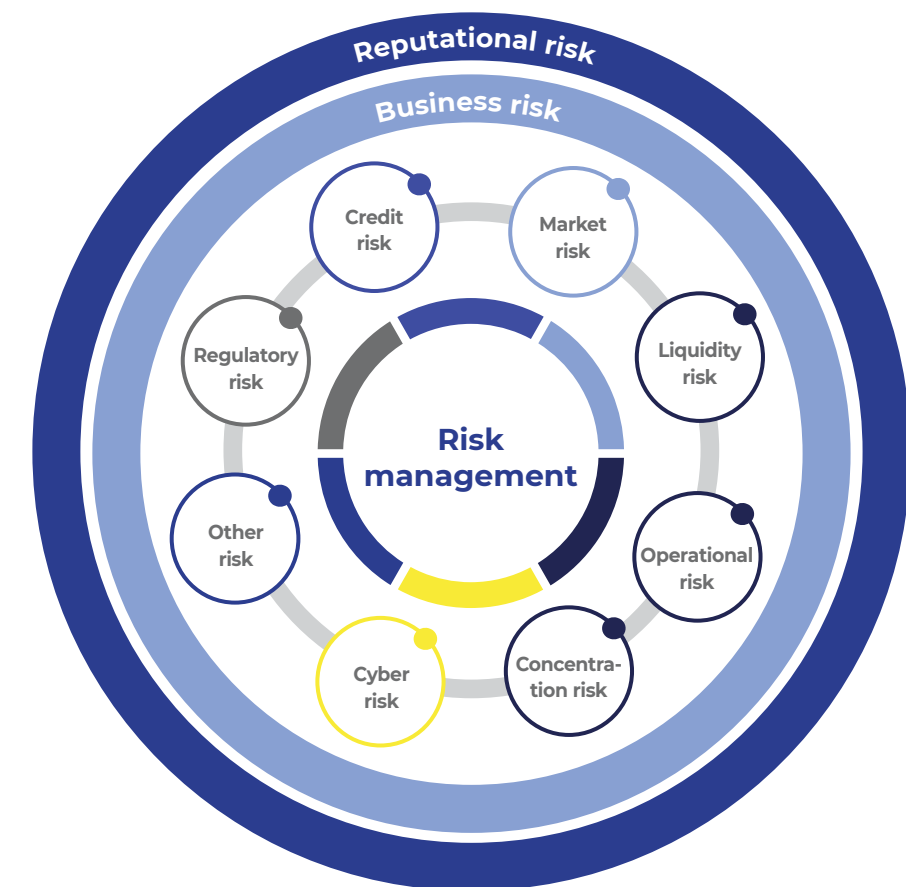 Reputational risk
Business risk
Credit
risk
Market
risk
Regulatory
risk
Liquidity
risk
Risk
management
Other
risk
Operational
risk
Cyber
risk
Concentra-
tion risk